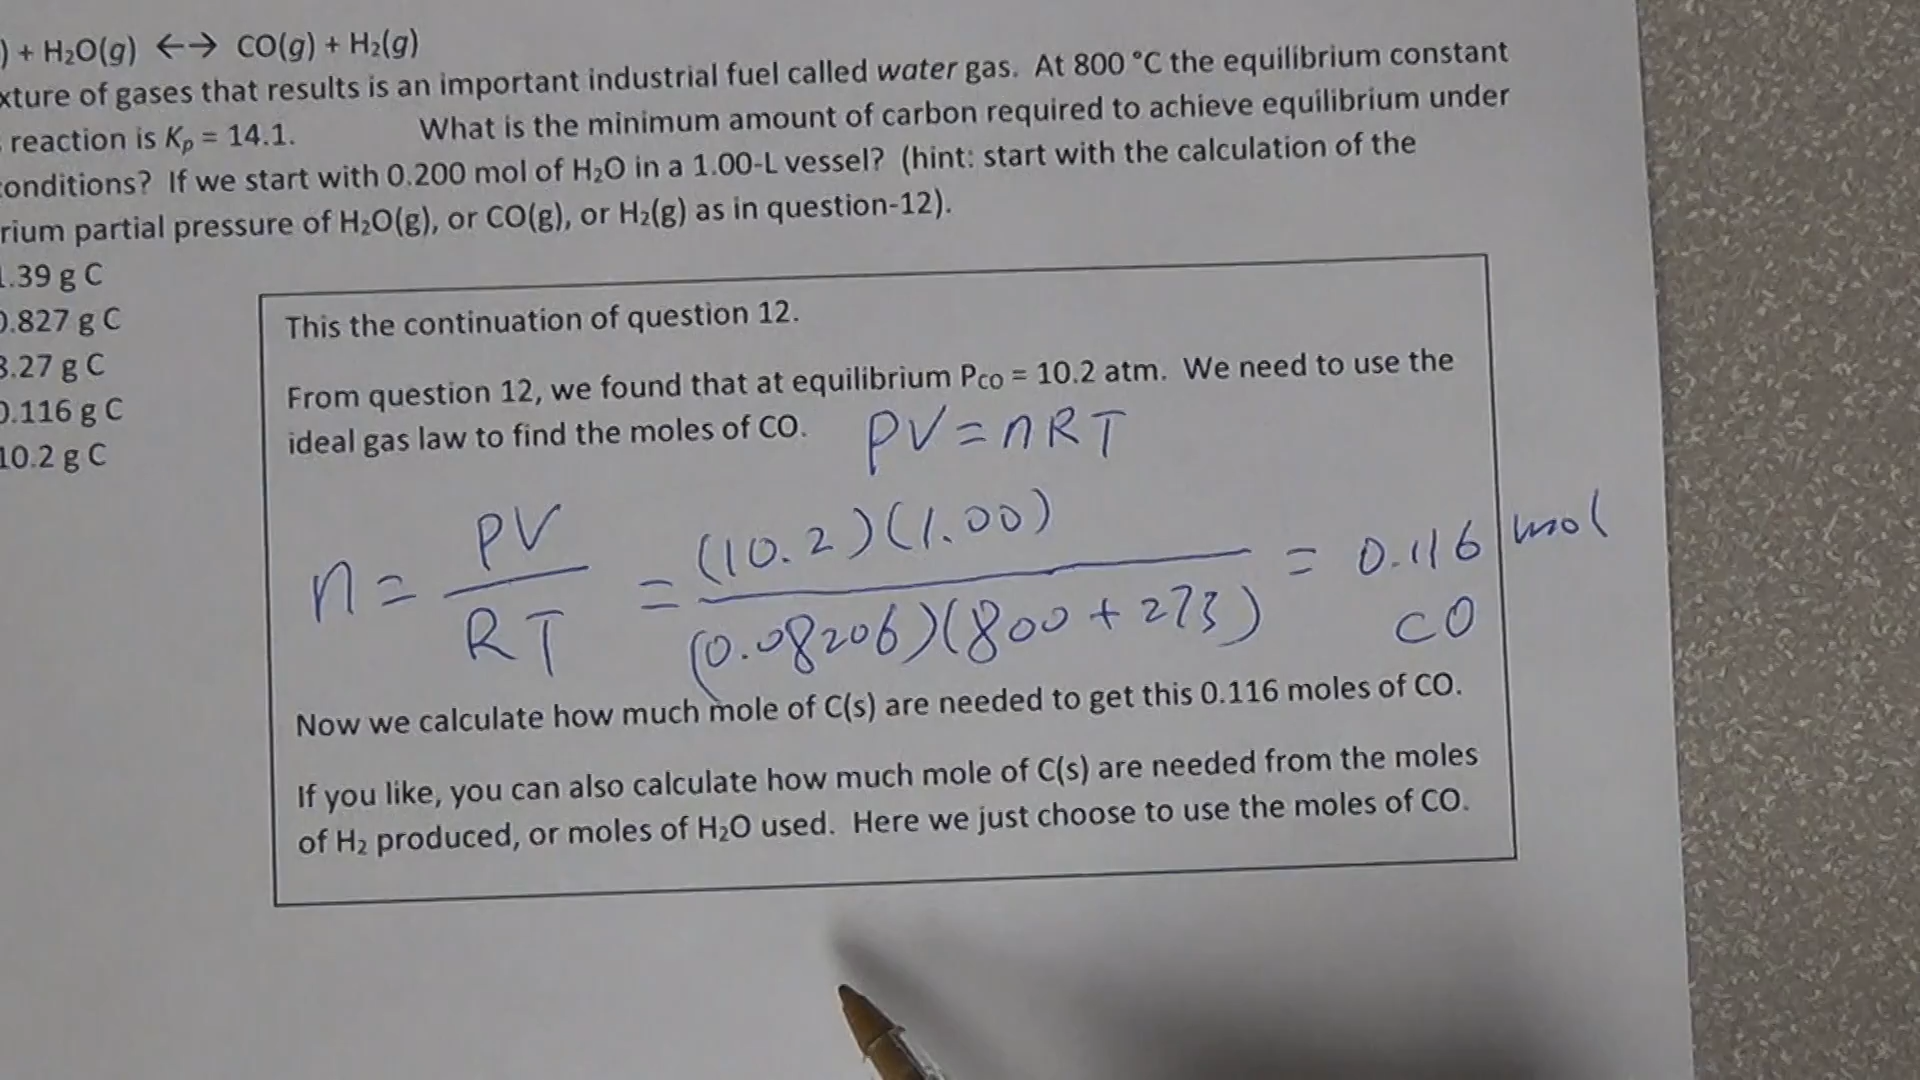 ) + H₂O(g) ←→ CO(g) + H₂(g)
xture of gases that results is an important industrial fuel called water gas. At 800 °C the equilibrium constant
reaction is Kp = 14.1. What is the minimum amount of carbon required to achieve equilibrium under
onditions? If we start with 0.200 mol of H₂O in a 1.00-L vessel? (hint: start with the calculation of the
rium partial pressure of H₂O(g), or CO(g), or H₂(g) as in question-12).
1.39 g C
0.827 g C
3.27 g C
0.116 g C
10.2 g C
This the continuation of question 12.
From question 12, we found that at equilibrium PCO = 10.2 atm. We need to use the
ideal gas law to find the moles of CO. PV = nRT
n = PV/RT = (10.2)(1.00)/(0.08206)(800 + 273) = 0.116 mol
CO
Now we calculate how much mole of C(s) are needed to get this 0.116 moles of CO.
If you like, you can also calculate how much mole of C(s) are needed from the moles
of H₂ produced, or moles of H₂O used. Here we just choose to use the moles of CO.